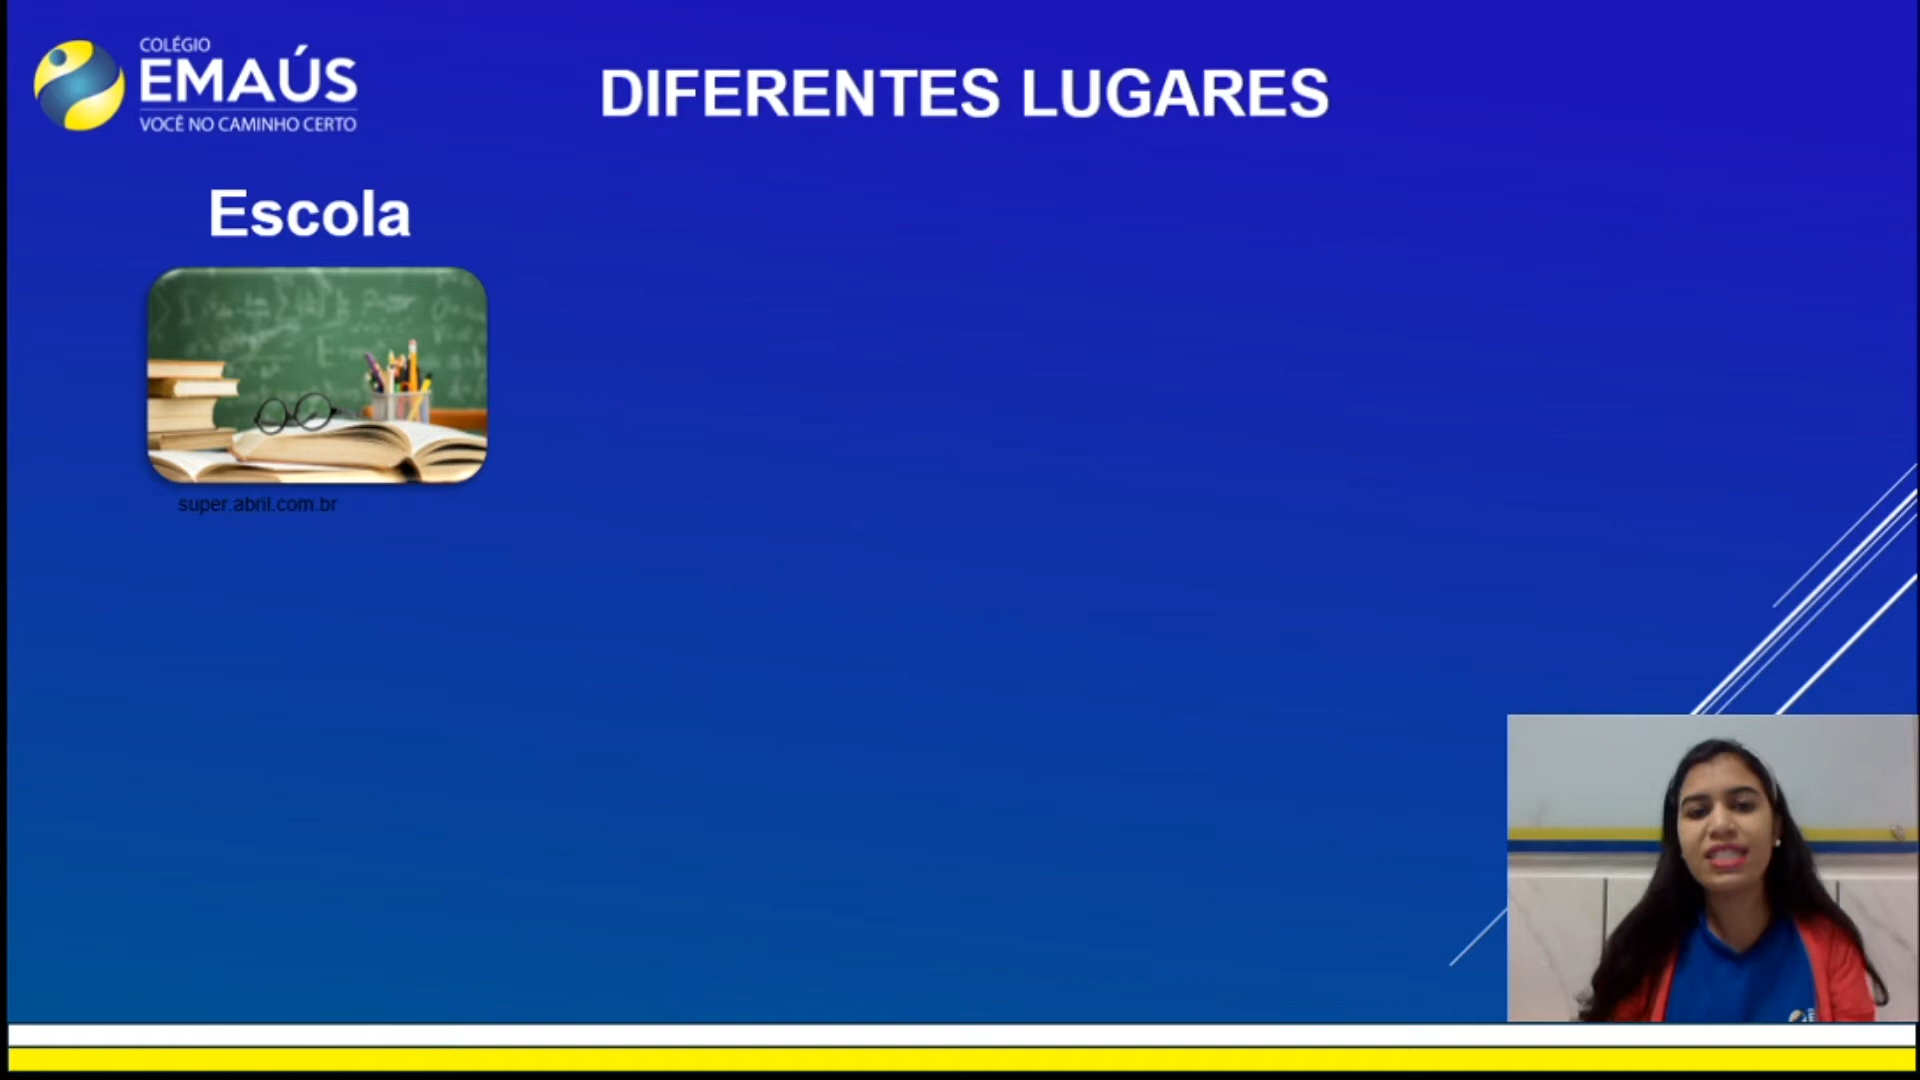 COLÉGIO
EMAÚS
VOCÊ NO CAMINHO CERTO
DIFERENTES LUGARES
Escola
super.abril.com.br